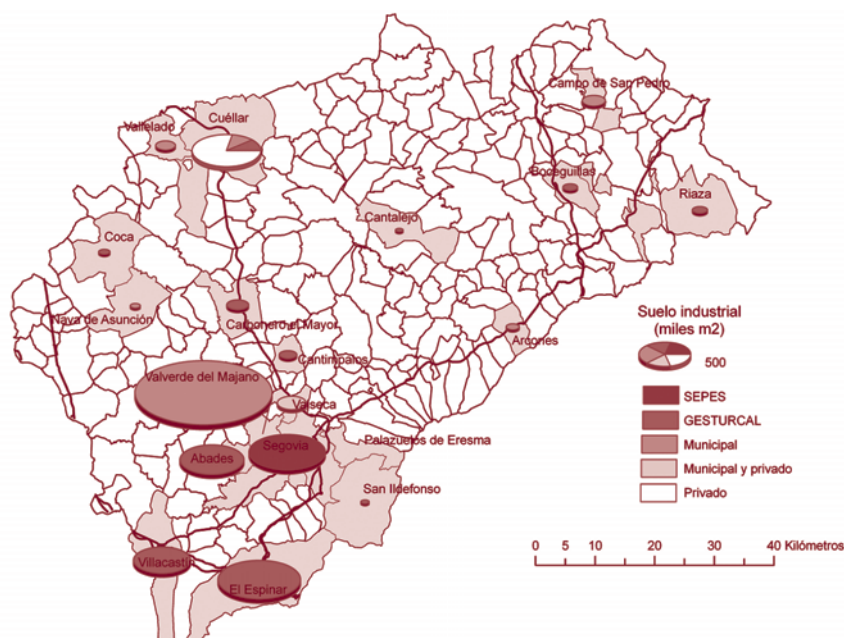 Campo de San Pedro
Cuéllar
Vallelado
Boceguillas
Riaza
Cantalejo
Coca
Nava de Asunción
Carbonero el Mayor
Arcones
Cantimpalos
Valverde del Majano
Valseca
Palazuelos de Eresma
Segovia
Abades
San Ildefonso
Villacastín
El Espinar
Suelo industrial
(miles m2)
500
SEPES
GESTURCAL
Municipal
Municipal y privado
Privado
0 5 10 20 30 40 Kilómetros